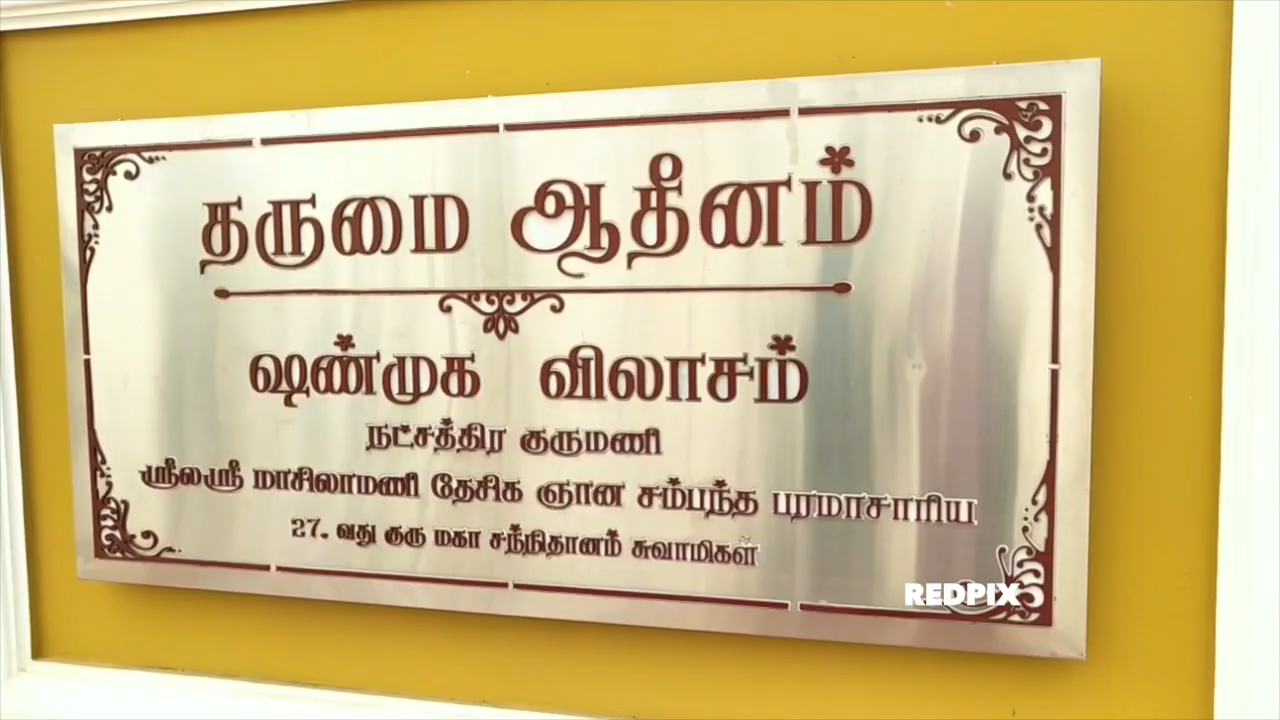 தருமை ஆதீனம்
ஷண்முக விலாசம்
நட்சத்திர குருமணி
ஸ்ரீலஸ்ரீ மாசிலாமணி தேசிக ஞான சம்பந்த பரமாசாரிய
27. வது குரு மகா சந்நிதானம் சுவாமிகள்
REDPIX